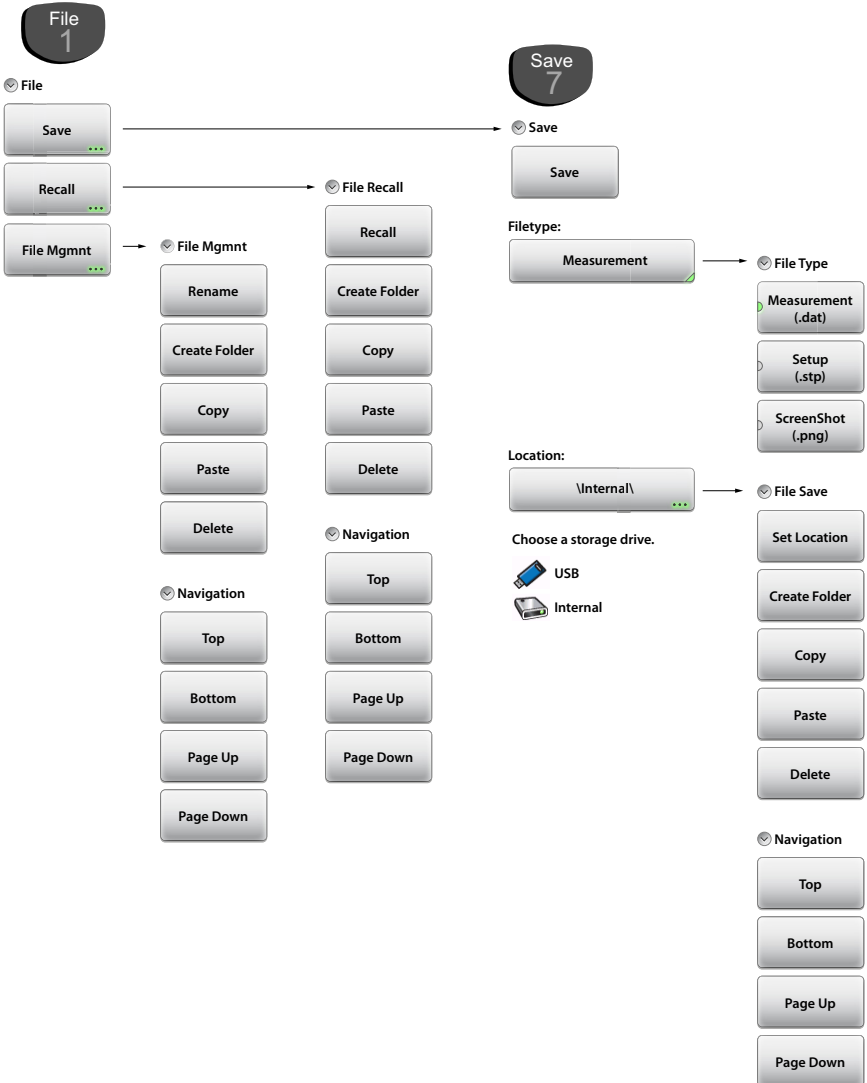 File
1
File
Save
Recall
File Mgmnt
File Mgmnt
Rename
Create Folder
Copy
Paste
Delete
Navigation
Top
Bottom
Page Up
Page Down
File Recall
Recall
Create Folder
Copy
Paste
Delete
Navigation
Top
Bottom
Page Up
Page Down
Save
7
Save
Save
Filetype:
Measurement
Location:
\Internal\
Choose a storage drive.
USB
Internal
File Type
Measurement
(.dat)
Setup
(.stp)
ScreenShot
(.png)
File Save
Set Location
Create Folder
Copy
Paste
Delete
Navigation
Top
Bottom
Page Up
Page Down